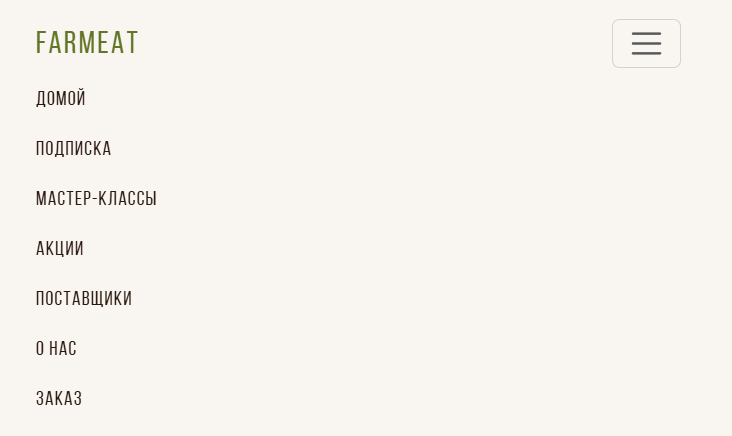 FARMEAT
ДОМОЙ
ПОДПИСКА
МАСТЕР-КЛАССЫ
АКЦИИ
ПОСТАВЩИКИ
О НАС
ЗАКАЗ